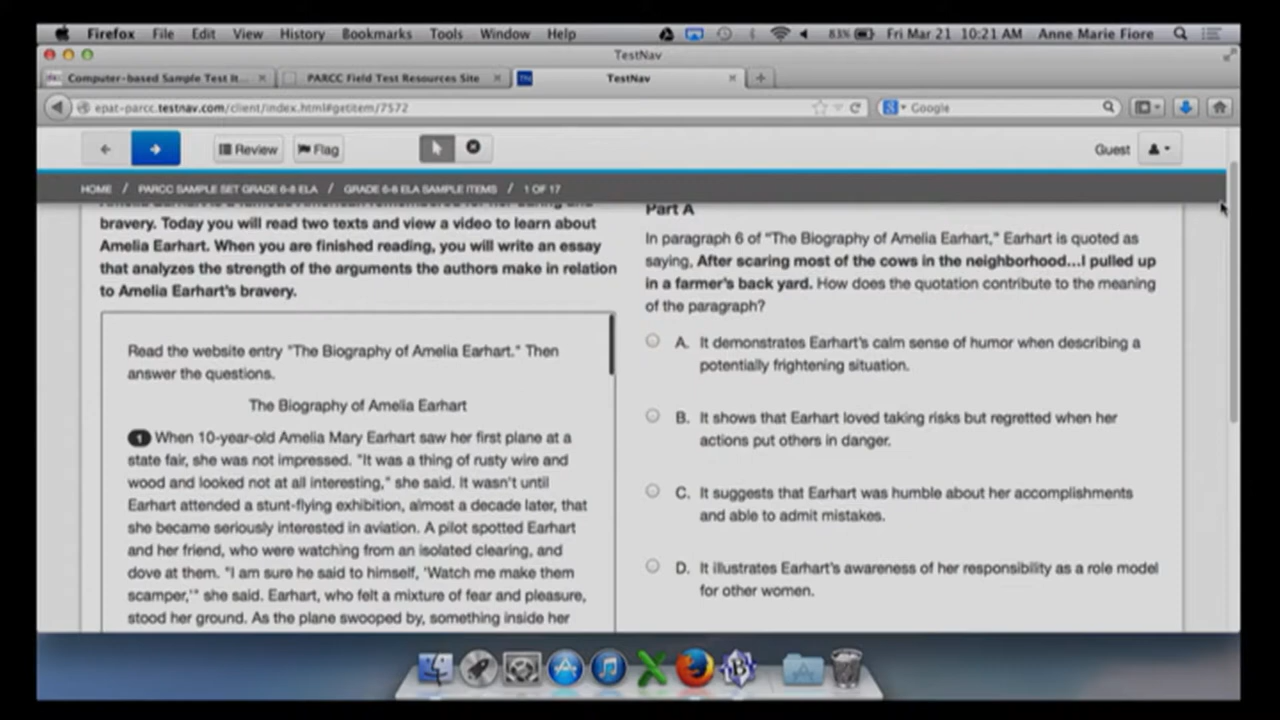 Firefox File Edit View History Bookmarks Tools Window Help 83% Fri Mar 21 10:21 AM Anne Marie Fiore
TestNav
Computer-based Sample Test It... PARCC Field Test Resources Site TestNav
epat-parcc.testnav.com/client/index.html#getitem/7572 Google
Review Flag Guest
HOME / PARCC SAMPLE SET GRADE 6-8 ELA / GRADE 6-8 ELA SAMPLE ITEMS / 1 OF 17
bravery. Today you will read two texts and view a video to learn about
Amelia Earhart. When you are finished reading, you will write an essay
that analyzes the strength of the arguments the authors make in relation
to Amelia Earhart's bravery.
Read the website entry "The Biography of Amelia Earhart." Then
answer the questions.
The Biography of Amelia Earhart
1 When 10-year-old Amelia Mary Earhart saw her first plane at a
state fair, she was not impressed. "It was a thing of rusty wire and
wood and looked not at all interesting," she said. It wasn't until
Earhart attended a stunt-flying exhibition, almost a decade later, that
she became seriously interested in aviation. A pilot spotted Earhart
and her friend, who were watching from an isolated clearing, and
dove at them. "I am sure he said to himself, 'Watch me make them
scamper,'" she said. Earhart, who felt a mixture of fear and pleasure,
stood her ground. As the plane swooped by, something inside her
Part A
In paragraph 6 of "The Biography of Amelia Earhart," Earhart is quoted as
saying, After scaring most of the cows in the neighborhood...I pulled up
in a farmer's back yard. How does the quotation contribute to the meaning
of the paragraph?
A. It demonstrates Earhart's calm sense of humor when describing a
potentially frightening situation.
B. It shows that Earhart loved taking risks but regretted when her
actions put others in danger.
C. It suggests that Earhart was humble about her accomplishments
and able to admit mistakes.
D. It illustrates Earhart's awareness of her responsibility as a role model
for other women.